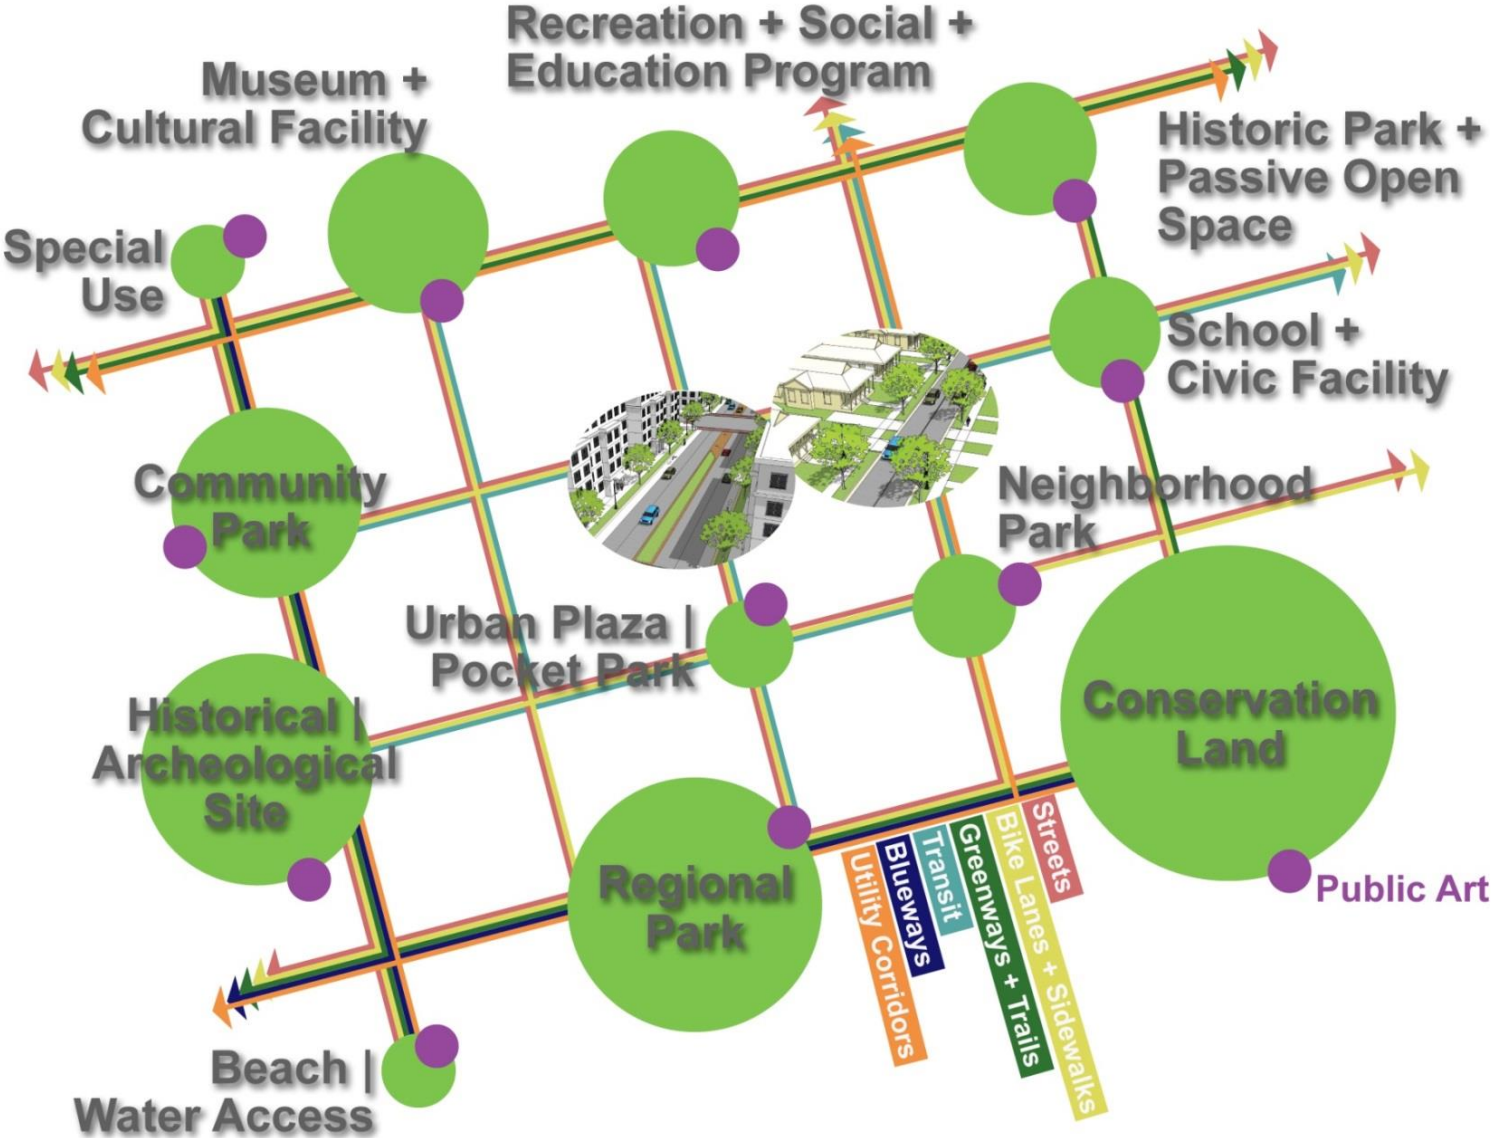 Recreation + Social +
Education Program
Museum +
Cultural Facility
Historic Park +
Passive Open
Space
Special
Use
School +
Civic Facility
Community
Park
Neighborhood
Park
Urban Plaza |
Pocket Park
Historical |
Archeological
Site
Conservation
Land
Regional
Park
Streets
Bike Lanes + Sidewalks
Greenways + Trails
Transit
Blueways
Utility Corridors
Public Art
Beach |
Water Access